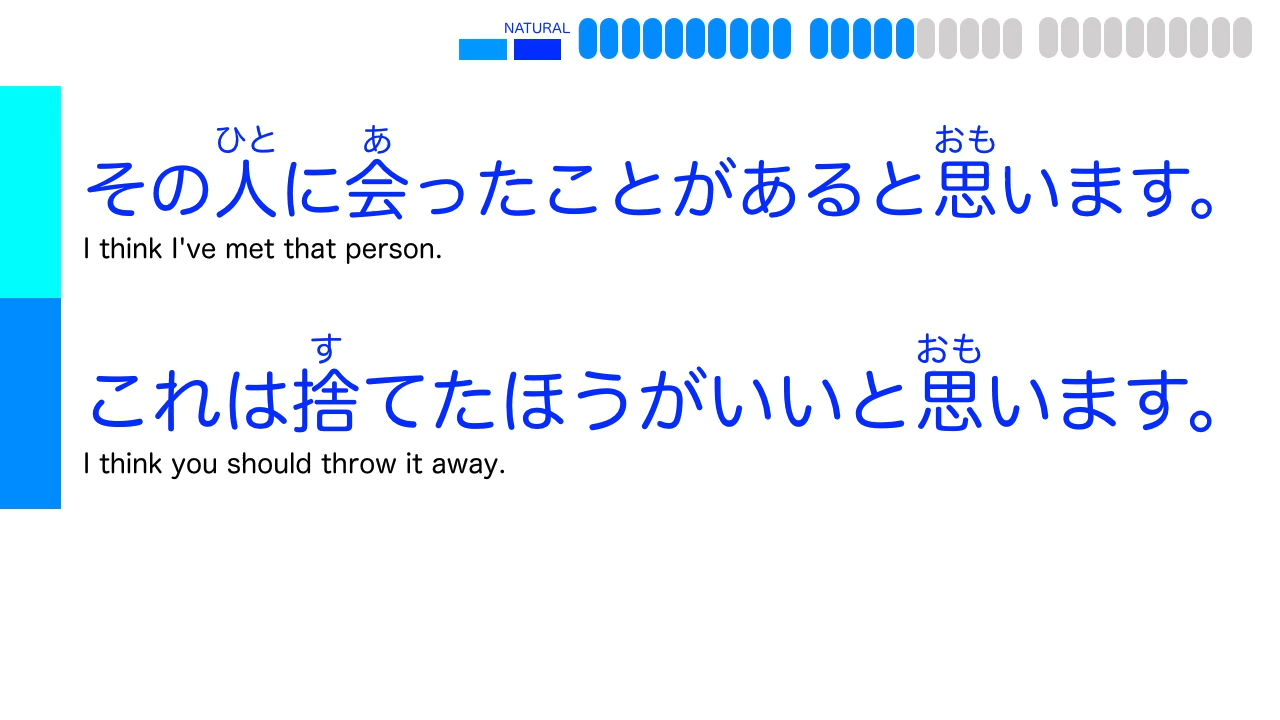 NATURAL
ひと あ おも
その人に会ったことがあると思います。
I think I've met that person.
す おも
これは捨てたほうがいいと思います。
I think you should throw it away.